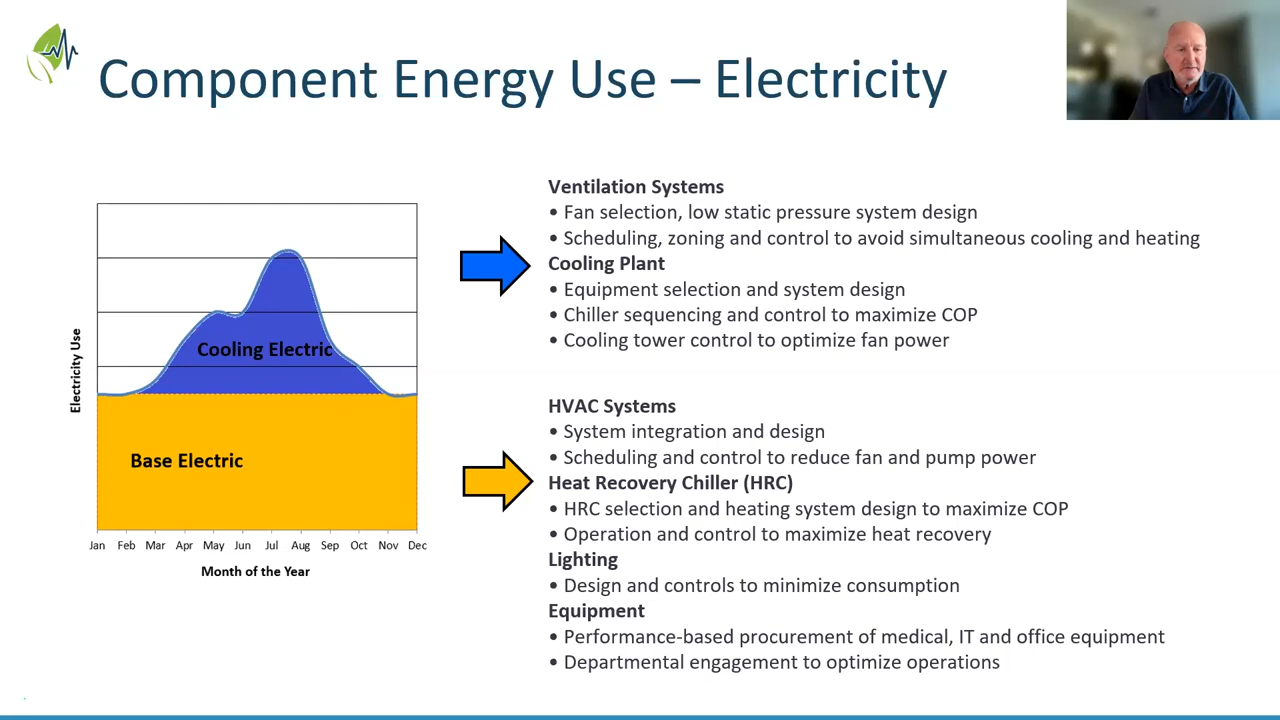 Component Energy Use – Electricity
Ventilation Systems
• Fan selection, low static pressure system design
• Scheduling, zoning and control to avoid simultaneous cooling and heating
Cooling Plant
• Equipment selection and system design
• Chiller sequencing and control to maximize COP
• Cooling tower control to optimize fan power
HVAC Systems
• System integration and design
• Scheduling and control to reduce fan and pump power
Heat Recovery Chiller (HRC)
• HRC selection and heating system design to maximize COP
• Operation and control to maximize heat recovery
Lighting
• Design and controls to minimize consumption
Equipment
• Performance-based procurement of medical, IT and office equipment
• Departmental engagement to optimize operations
Electricity Use
Cooling Electric
Base Electric
Jan Feb Mar Apr May Jun Jul Aug Sep Oct Nov Dec
Month of the Year